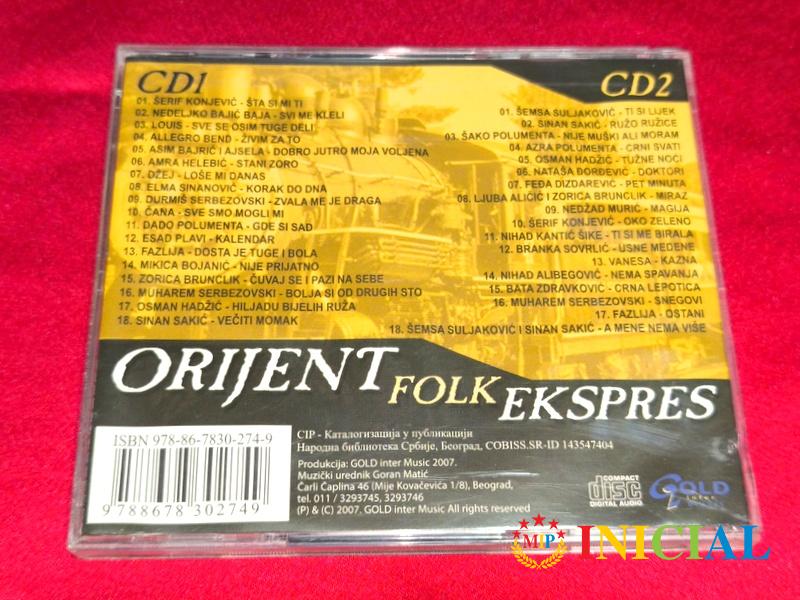 CD1
01. ŠERIF KONJEVIĆ - ŠTA SI MI TI
02. NEDELJKO BAJIĆ BAJA - SVI ME KLELI
03. LOUIS - SVE SE OSIM TUGE DELI
04. ALLEGRO BEND - ŽIVIM ZA TO
05. ASIM BAJRIĆ I AJSELA - DOBRO JUTRO MOJA VOLJENA
06. AMRA HELEBIĆ - STANI ZORO
07. DŽEJ - LOŠE MI DANAS
08. ELMA SINANOVIĆ - KORAK DO DNA
09. DURMIŠ SERBEZOVSKI - ZVALA ME JE DRAGA
10. ČANA - SVE SMO MOGLI MI
11. DADO POLUMENTA - GDE SI SAD
12. ESAD PLAVI - KALENDAR
13. FAZLIJA - DOSTA JE TUGE I BOLA
14. MIKICA BOJANIĆ - NIJE PRIJATNO
15. ZORICA BRUNCLIK - ČUVAJ SE I PAZI NA SEBE
16. MUHAREM SERBEZOVSKI - BOLJA SI OD DRUGIH STO
17. OSMAN HADŽIĆ - HILJADU BIJELIH RUŽA
18. SINAN SAKIĆ - VEČITI MOMAK
CD2
01. ŠEMSA SULJAKOVIĆ - TI SI LIJEK
02. SINAN SAKIĆ - RUŽO RUŽICE
03. ŠAKO POLUMENTA - NIJE MUŠKI ALI MORAM
04. AZRA POLUMENTA - CRNI SVATI
05. OSMAN HADŽIĆ - TUŽNE NOĆI
06. NATAŠA ĐORĐEVIĆ - DOKTORI
07. FEĐA DIZDAREVIĆ - PET MINUTA
08. LJUBA ALIČIĆ I ZORICA BRUNCLIK - MIRAZ
09. NEDŽAD MURIĆ - MAGIJA
10. ŠERIF KONJEVIĆ - OKO ZELENO
11. NIHAD KANTIĆ ŠIKE - TI SI ME BIRALA
12. BRANKA SOVRLIĆ - USNE MEDENE
13. VANESA - KAZNA
14. NIHAD ALIBEGOVIĆ - NEMA SPAVANJA
15. BATA ZDRAVKOVIĆ - CRNA LEPOTICA
16. MUHAREM SERBEZOVSKI - SNEGOVI
17. FAZLIJA - OSTANI
18. ŠEMSA SULJAKOVIĆ I SINAN SAKIĆ - A MENE NEMA VIŠE
ORIJENT FOLK EKSPRES
ISBN 978-86-7830-274-9
9 788678 302749
CIP - Каталогизација у публикацији
Народна библиотека Србије, Београд, COBISS.SR-ID 143547404
Produkcija: GOLD inter Music 2007.
Muzički urednik Goran Matić
Čarli Čaplina 46 (Mije Kovačevića 1/8), Beograd,
tel. 011 / 3293745, 3293746
(P) & (C) 2007. GOLD inter Music All rights reserved
COMPACT
disc
DIGITAL AUDIO
GOLD
inter
MIP
INICIAL